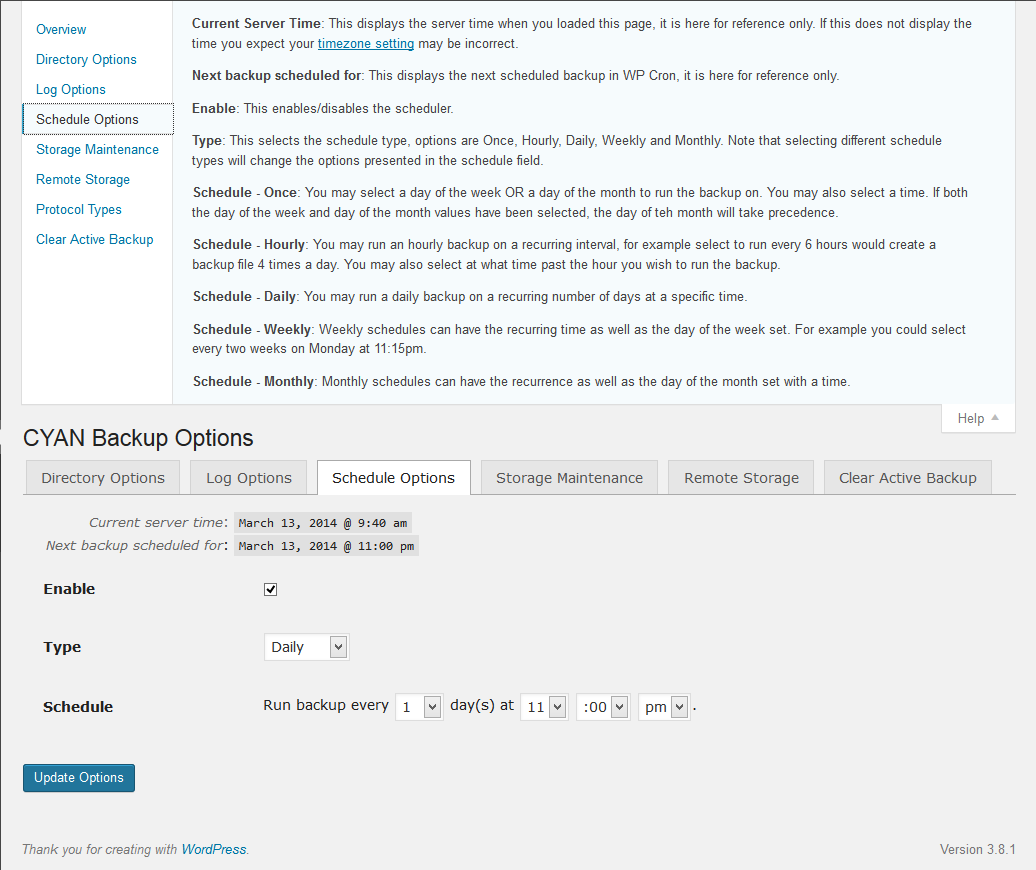 Overview
Directory Options
Log Options
Schedule Options
Storage Maintenance
Remote Storage
Protocol Types
Clear Active Backup
Current Server Time: This displays the server time when you loaded this page, it is here for reference only. If this does not display the
time you expect your timezone setting may be incorrect.
Next backup scheduled for: This displays the next scheduled backup in WP Cron, it is here for reference only.
Enable: This enables/disables the scheduler.
Type: This selects the schedule type, options are Once, Hourly, Daily, Weekly and Monthly. Note that selecting different schedule
types will change the options presented in the schedule field.
Schedule - Once: You may select a day of the week OR a day of the month to run the backup on. You may also select a time. If both
the day of the week and day of the month values have been selected, the day of teh month will take precedence.
Schedule - Hourly: You may run an hourly backup on a recurring interval, for example select to run every 6 hours would create a
backup file 4 times a day. You may also select at what time past the hour you wish to run the backup.
Schedule - Daily: You may run a daily backup on a recurring number of days at a specific time.
Schedule - Weekly: Weekly schedules can have the recurring time as well as the day of the week set. For example you could select
every two weeks on Monday at 11:15pm.
Schedule - Monthly: Monthly schedules can have the recurrence as well as the day of the month set with a time.
Help
CYAN Backup Options
Directory Options Log Options Schedule Options Storage Maintenance Remote Storage Clear Active Backup
Current server time: March 13, 2014 @ 9:40 am
Next backup scheduled for: March 13, 2014 @ 11:00 pm
Enable
Type Daily
Schedule Run backup every 1 day(s) at 11 :00 pm .
Update Options
Thank you for creating with WordPress. Version 3.8.1